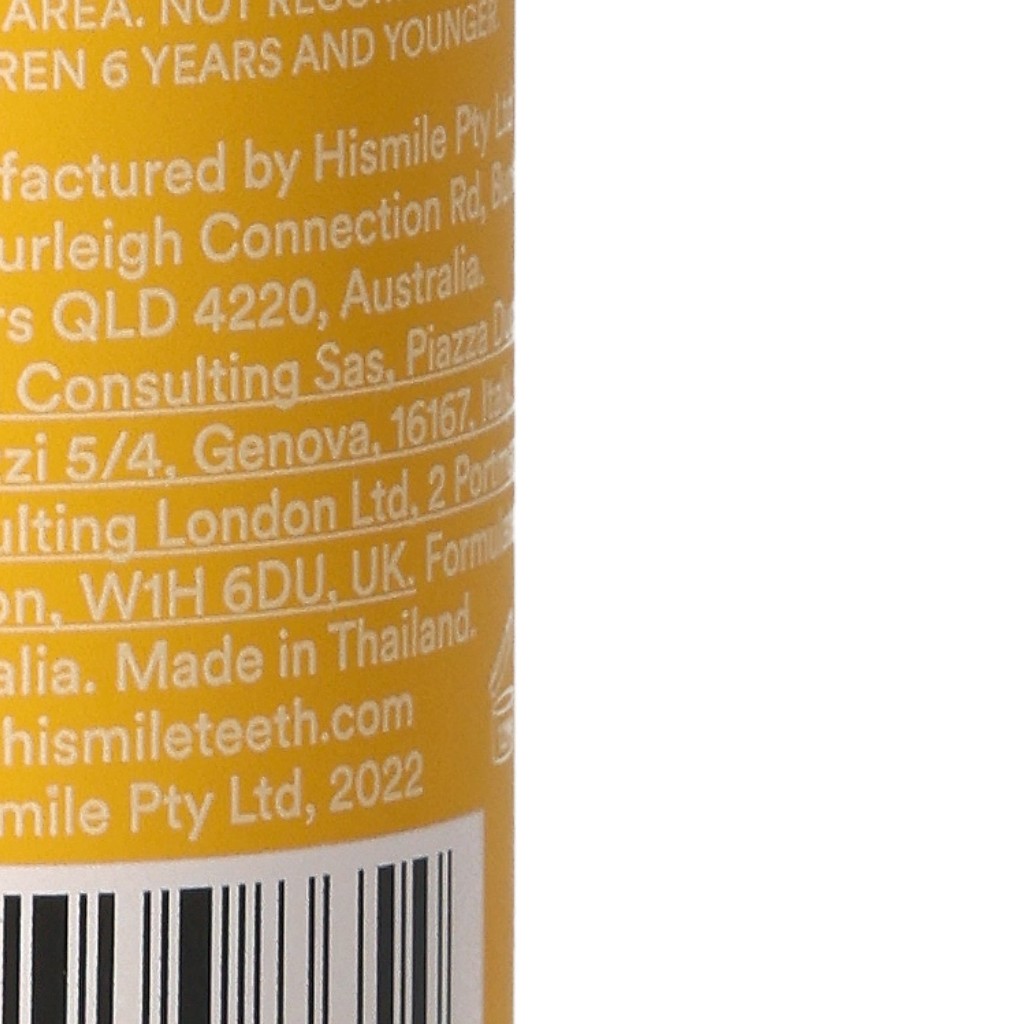 AREA. NOT
REN 6 YEARS AND YOUNGER.
factured by Hismile Pty
urleigh Connection Rd,
rs QLD 4220, Australia.
Consulting Sas, Piazza
zi 5/4, Genova, 16167,
ulting London Ltd, 2
on, W1H 6DU, UK.
alia. Made in Thailand.
hismileteeth.com
mile Pty Ltd, 2022